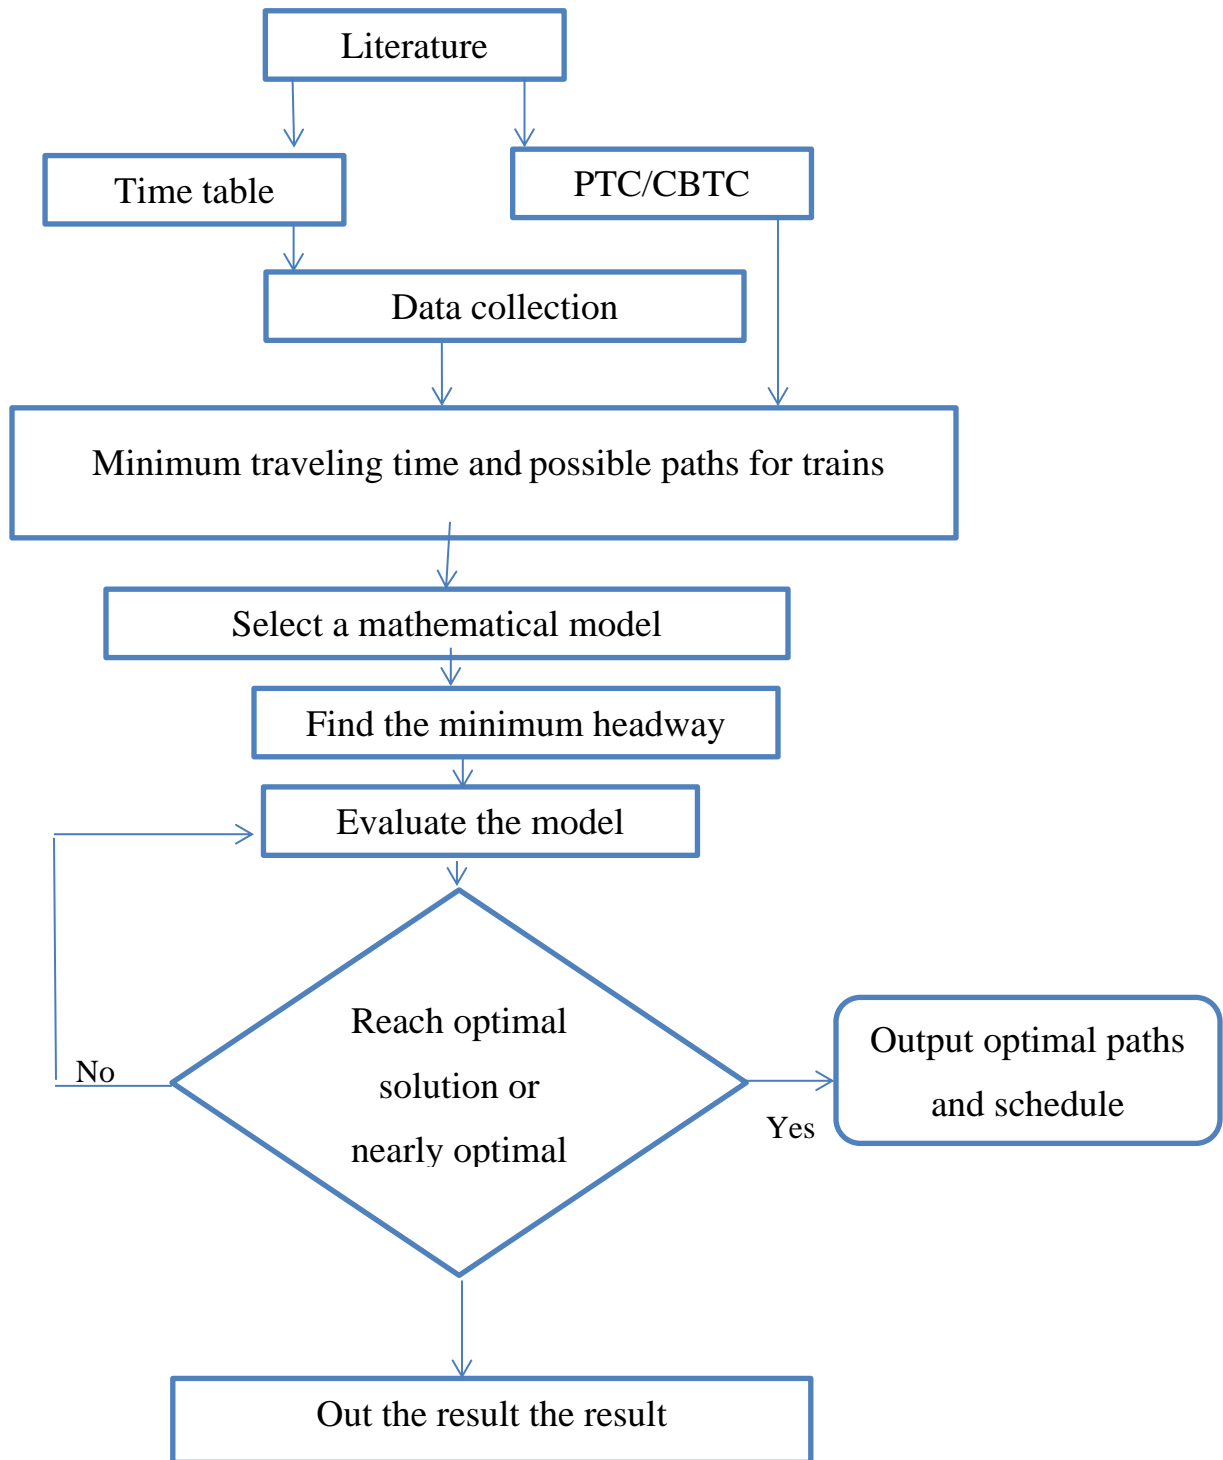 Literature
Time table
PTC/CBTC
Data collection
Minimum traveling time and possible paths for trains
Select a mathematical model
Find the minimum headway
Evaluate the model
Reach optimal
solution or
nearly optimal
No
Yes
Output optimal paths
and schedule
Out the result the result